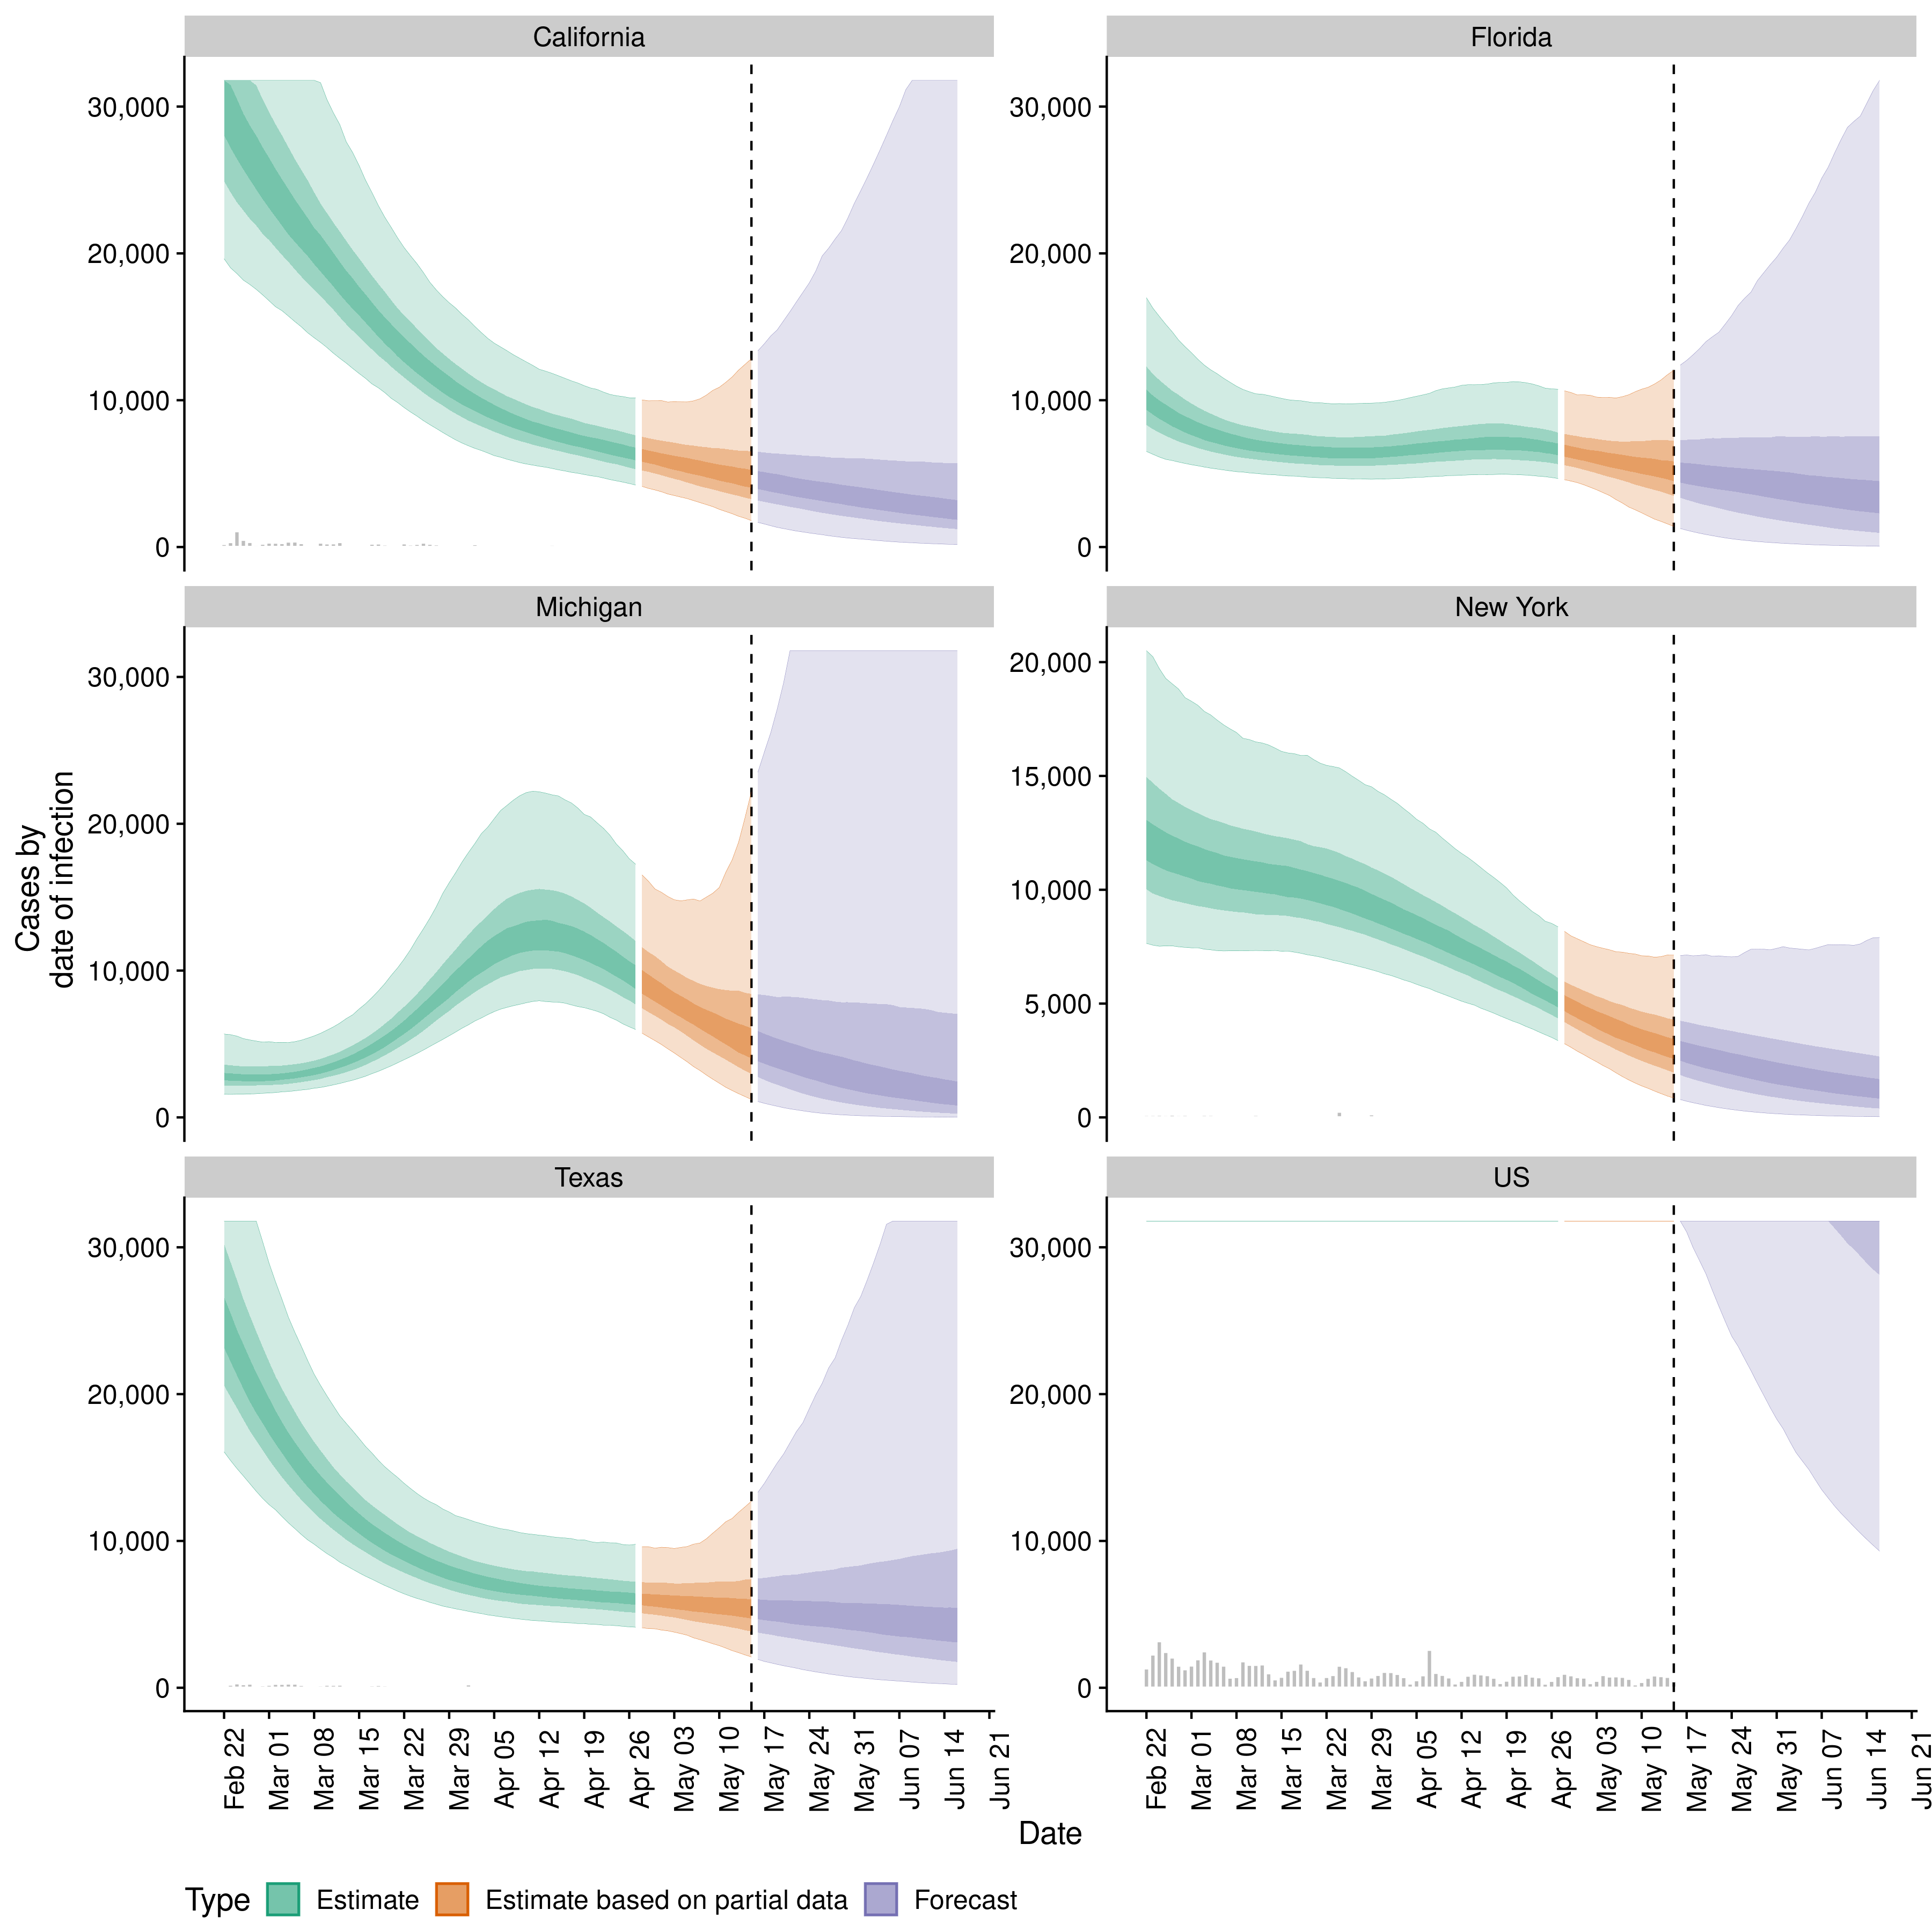 California
Florida
30,000
20,000
10,000
0
30,000
20,000
10,000
0
Michigan
New York
30,000
20,000
10,000
0
20,000
15,000
10,000
5,000
0
Cases by
date of infection
Texas
US
30,000
20,000
10,000
0
30,000
20,000
10,000
0
Feb 22
Mar 01
Mar 08
Mar 15
Mar 22
Mar 29
Apr 05
Apr 12
Apr 19
Apr 26
May 03
May 10
May 17
May 24
May 31
Jun 07
Jun 14
Jun 21
Feb 22
Mar 01
Mar 08
Mar 15
Mar 22
Mar 29
Apr 05
Apr 12
Apr 19
Apr 26
May 03
May 10
May 17
May 24
May 31
Jun 07
Jun 14
Jun 21
Date
Type Estimate Estimate based on partial data Forecast